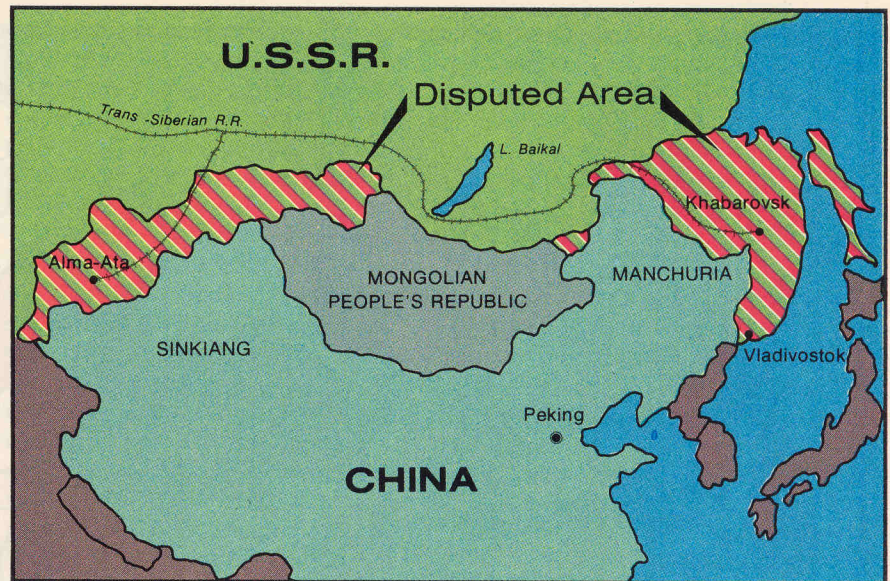 U.S.S.R.
Disputed Area
Trans-Siberian R.R.
L. Baikal
Khabarovsk
Alma-Ata
MONGOLIAN
PEOPLE'S REPUBLIC
MANCHURIA
SINKIANG
Vladivostok
Peking
CHINA